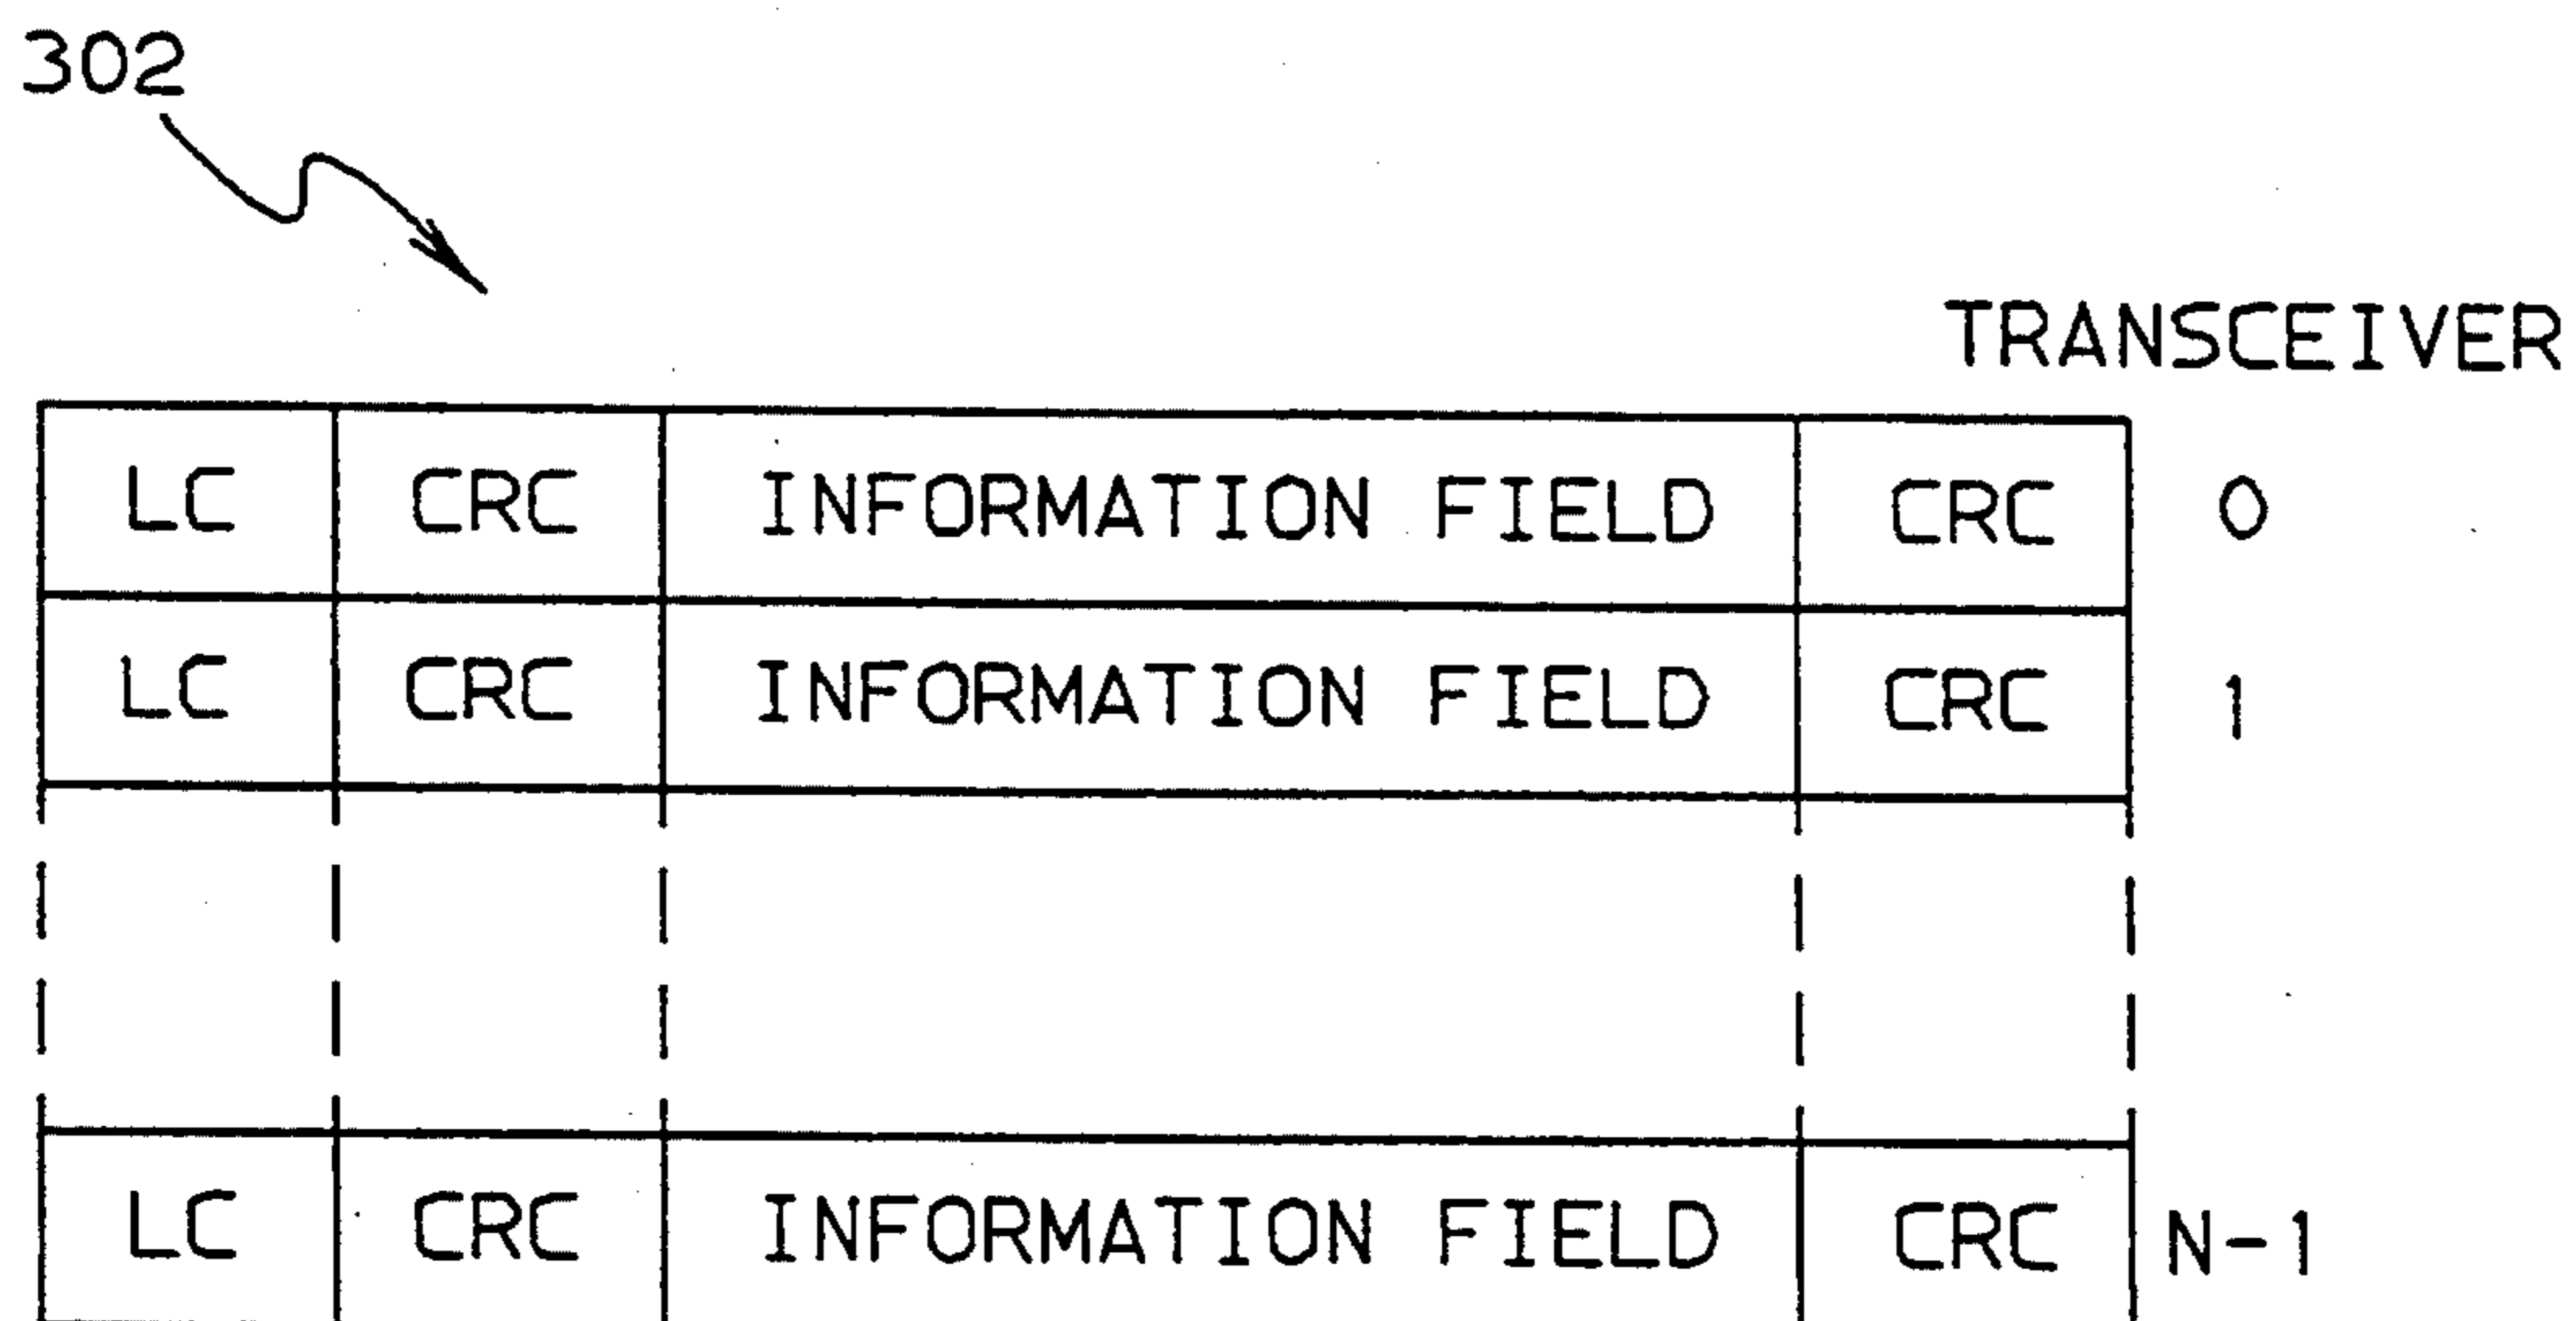 302
TRANSCEIVER
LC CRC INFORMATION FIELD CRC 0
LC CRC INFORMATION FIELD CRC 1
LC CRC INFORMATION FIELD CRC N-1